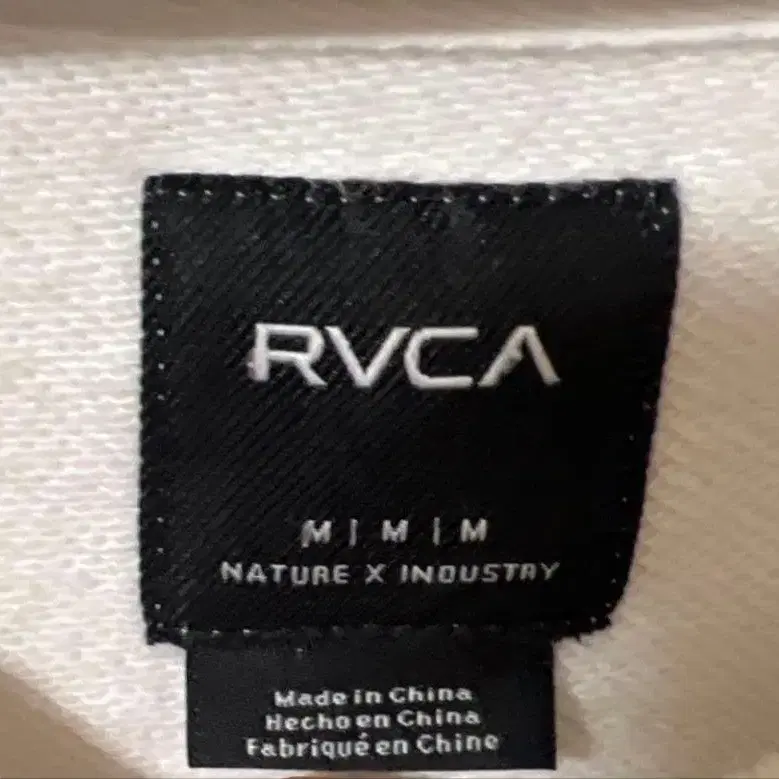 RVCA
M | M | M
NATURE X INDUSTRY
Made in China
Hecho en China
Fabriqué en Chine